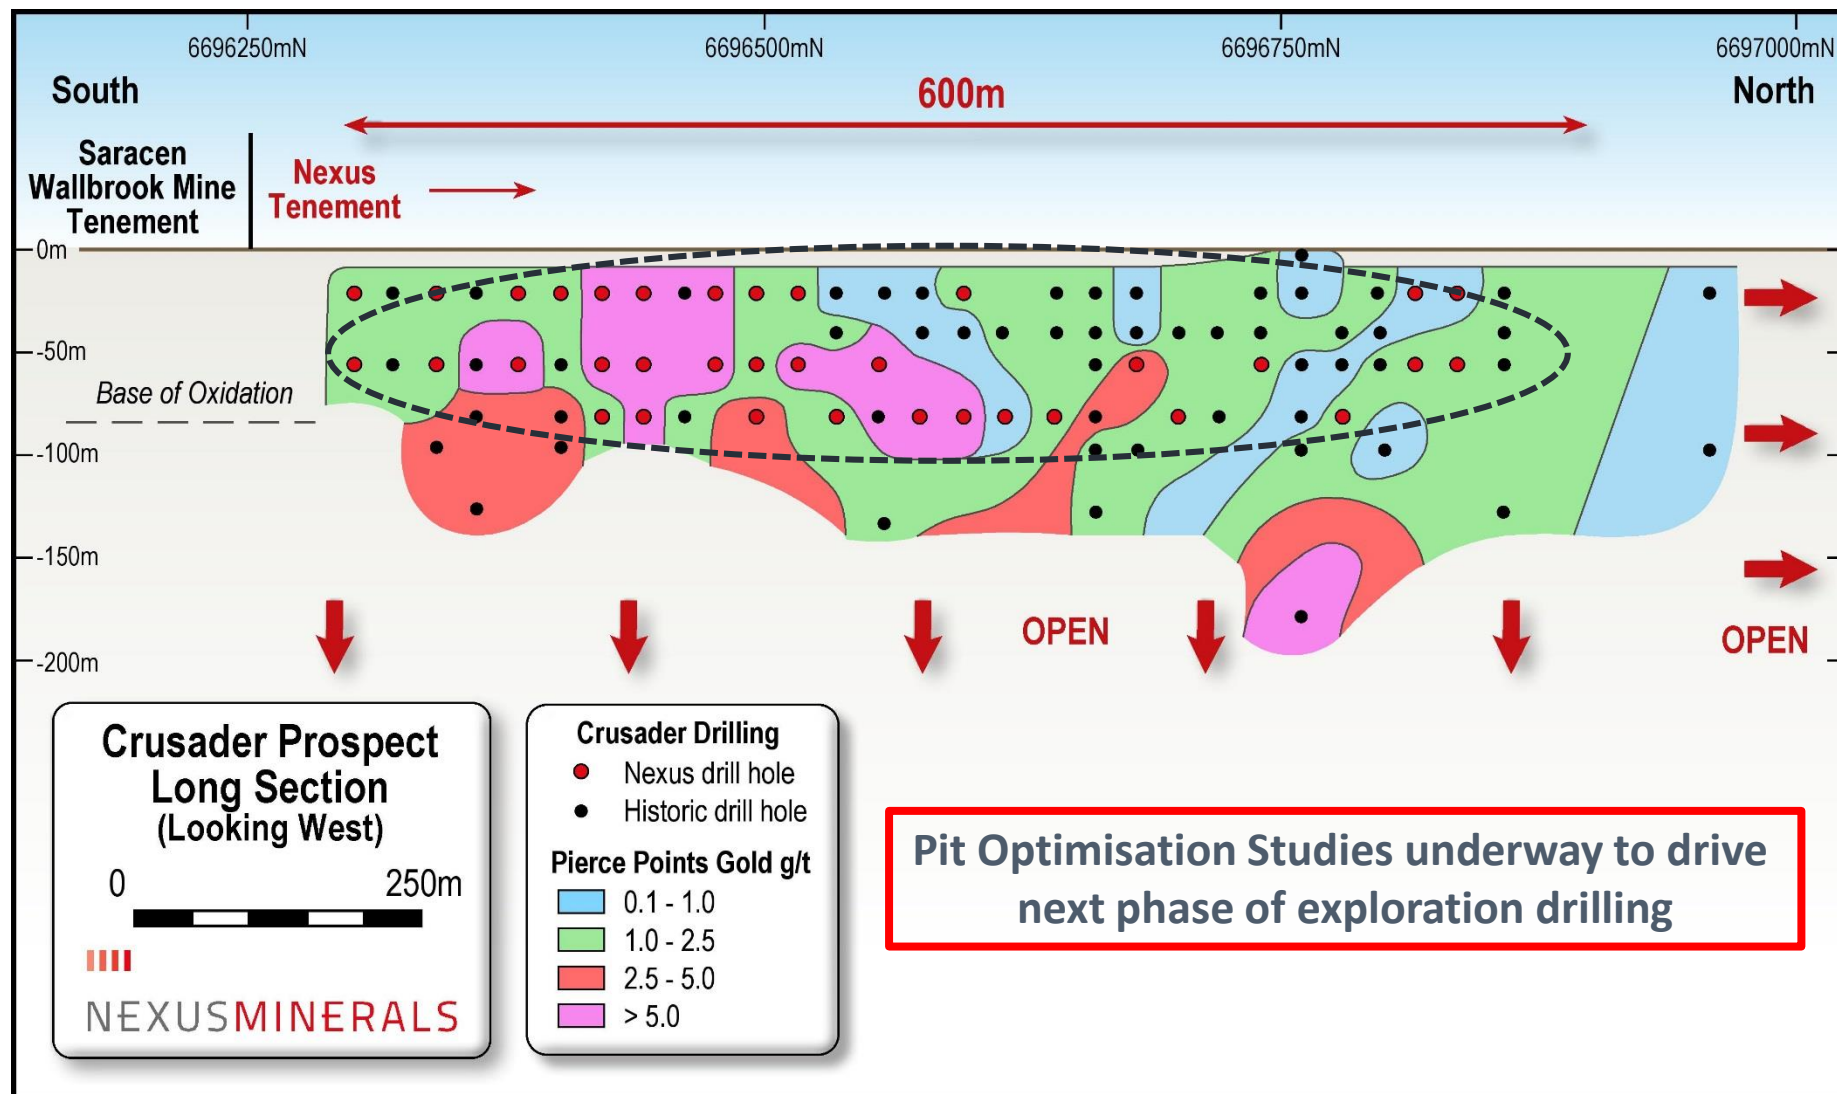 6696250mN
6696500mN
6696750mN
6697000mN
South
600m
North
Saracen
Wallbrook Mine
Tenement
Nexus
Tenement
0m
-50m
Base of Oxidation
-100m
-150m
-200m
OPEN
OPEN
Crusader Prospect
Long Section
(Looking West)
0 250m
NEXUSMINERALS
Crusader Drilling
Nexus drill hole
Historic drill hole
Pierce Points Gold g/t
0.1 - 1.0
1.0 - 2.5
2.5 - 5.0
> 5.0
Pit Optimisation Studies underway to drive
next phase of exploration drilling